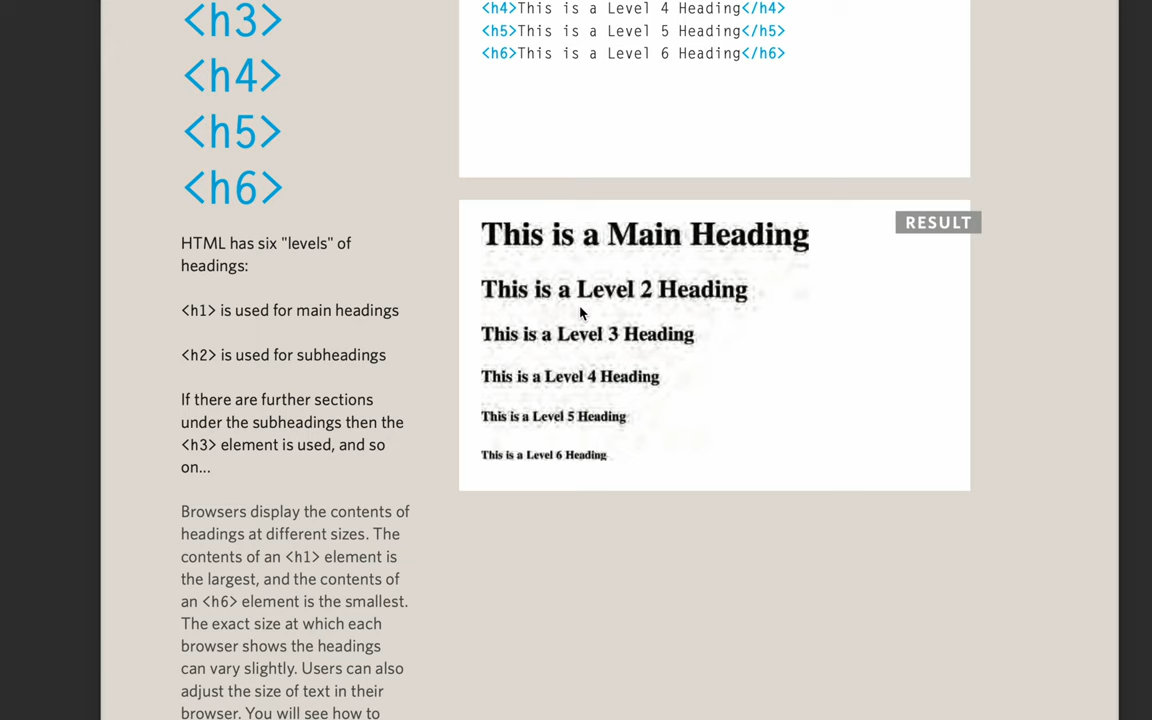 <h3>
<h4>
<h5>
<h6>
HTML has six "levels" of
headings:
<h1> is used for main headings
<h2> is used for subheadings
If there are further sections
under the subheadings then the
<h3> element is used, and so
on...
Browsers display the contents of
headings at different sizes. The
contents of an <h1> element is
the largest, and the contents of
an <h6> element is the smallest.
The exact size at which each
browser shows the headings
can vary slightly. Users can also
adjust the size of text in their
browser. You will see how to
<h4>This is a Level 4 Heading</h4>
<h5>This is a Level 5 Heading</h5>
<h6>This is a Level 6 Heading</h6>
RESULT
This is a Main Heading
This is a Level 2 Heading
This is a Level 3 Heading
This is a Level 4 Heading
This is a Level 5 Heading
This is a Level 6 Heading